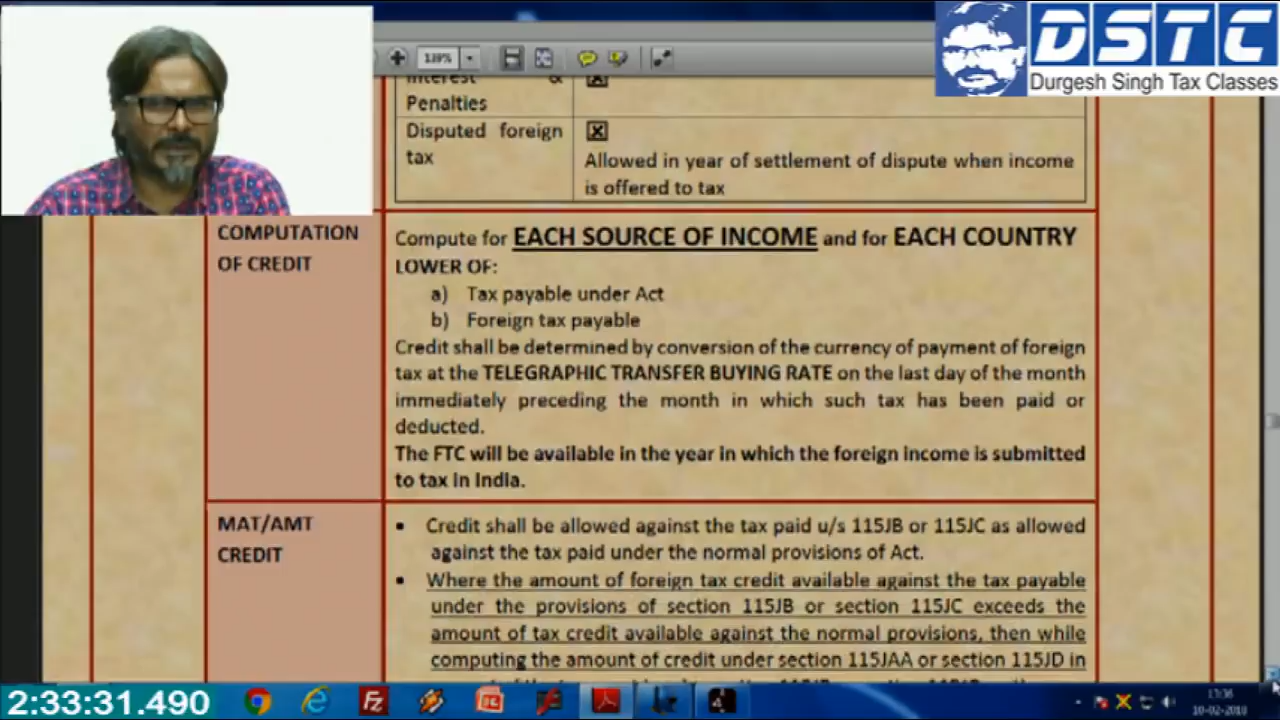 139%
DSTC
Durgesh Singh Tax Classes
Interest &
Penalties
Disputed foreign
tax
Allowed in year of settlement of dispute when income
is offered to tax
COMPUTATION
OF CREDIT
Compute for EACH SOURCE OF INCOME and for EACH COUNTRY
LOWER OF:
a) Tax payable under Act
b) Foreign tax payable
Credit shall be determined by conversion of the currency of payment of foreign
tax at the TELEGRAPHIC TRANSFER BUYING RATE on the last day of the month
immediately preceding the month in which such tax has been paid or
deducted.
The FTC will be available in the year in which the foreign income is submitted
to tax in India.
MAT/AMT
CREDIT
• Credit shall be allowed against the tax paid u/s 115JB or 115JC as allowed
against the tax paid under the normal provisions of Act.
• Where the amount of foreign tax credit available against the tax payable
under the provisions of section 115JB or section 115JC exceeds the
amount of tax credit available against the normal provisions, then while
computing the amount of credit under section 115JAA or section 115JD in
2:33:31.490
Fz
13:36
10-02-2018